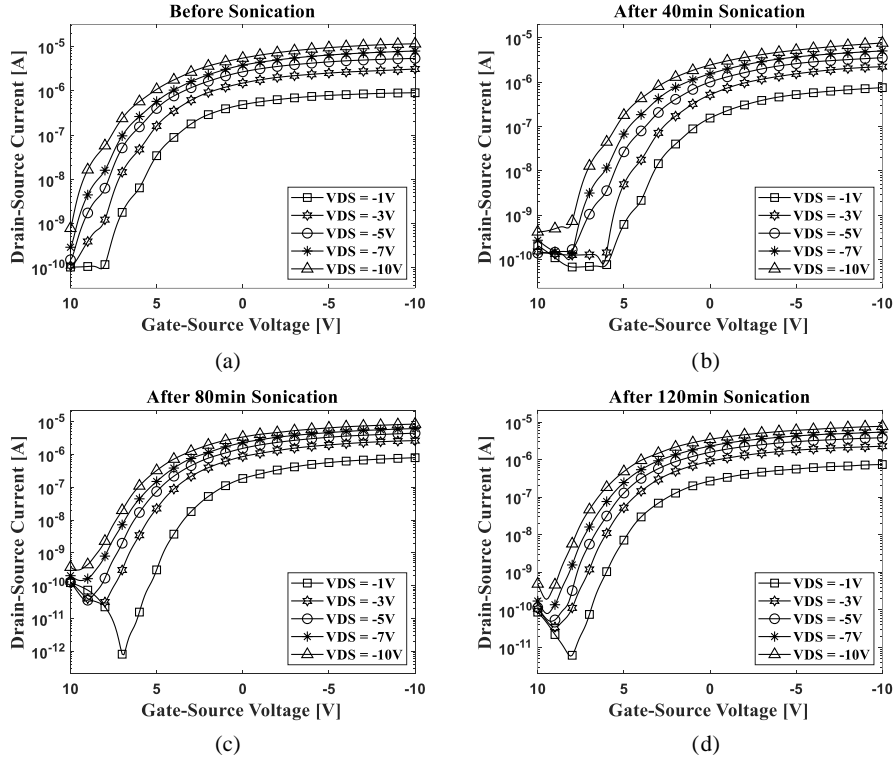 Before Sonication
Drain-Source Current [A]
10^-5
10^-6
10^-7
10^-8
10^-9
10^-10
VDS = -1V
VDS = -3V
VDS = -5V
VDS = -7V
VDS = -10V
10 5 0 -5 -10
Gate-Source Voltage [V]
(a)
After 40min Sonication
Drain-Source Current [A]
10^-5
10^-6
10^-7
10^-8
10^-9
10^-10
VDS = -1V
VDS = -3V
VDS = -5V
VDS = -7V
VDS = -10V
10 5 0 -5 -10
Gate-Source Voltage [V]
(b)
After 80min Sonication
Drain-Source Current [A]
10^-5
10^-6
10^-7
10^-8
10^-9
10^-10
10^-11
10^-12
VDS = -1V
VDS = -3V
VDS = -5V
VDS = -7V
VDS = -10V
10 5 0 -5 -10
Gate-Source Voltage [V]
(c)
After 120min Sonication
Drain-Source Current [A]
10^-5
10^-6
10^-7
10^-8
10^-9
10^-10
10^-11
VDS = -1V
VDS = -3V
VDS = -5V
VDS = -7V
VDS = -10V
10 5 0 -5 -10
Gate-Source Voltage [V]
(d)